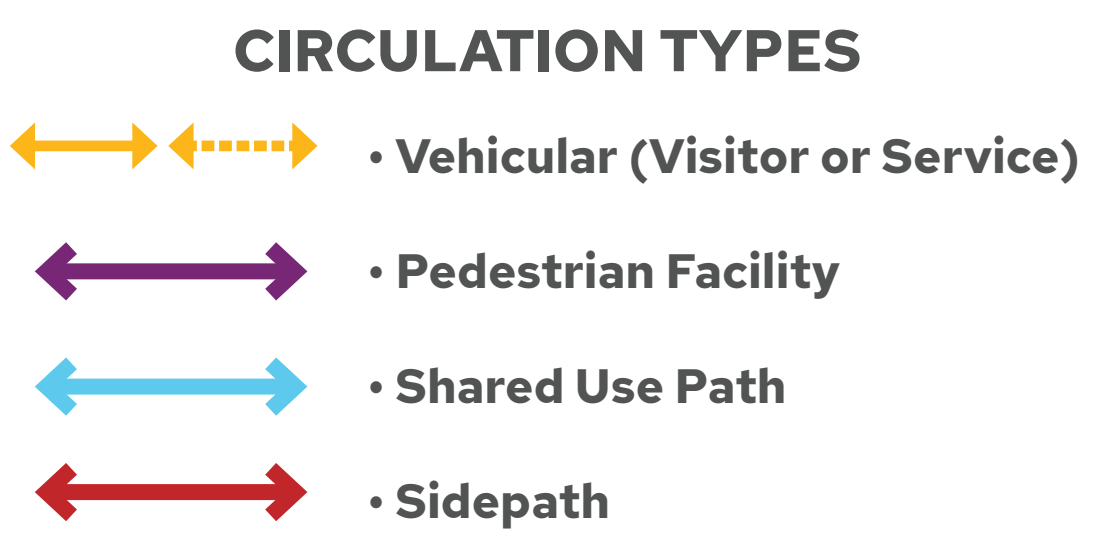 CIRCULATION TYPES
• Vehicular (Visitor or Service)
• Pedestrian Facility
• Shared Use Path
• Sidepath